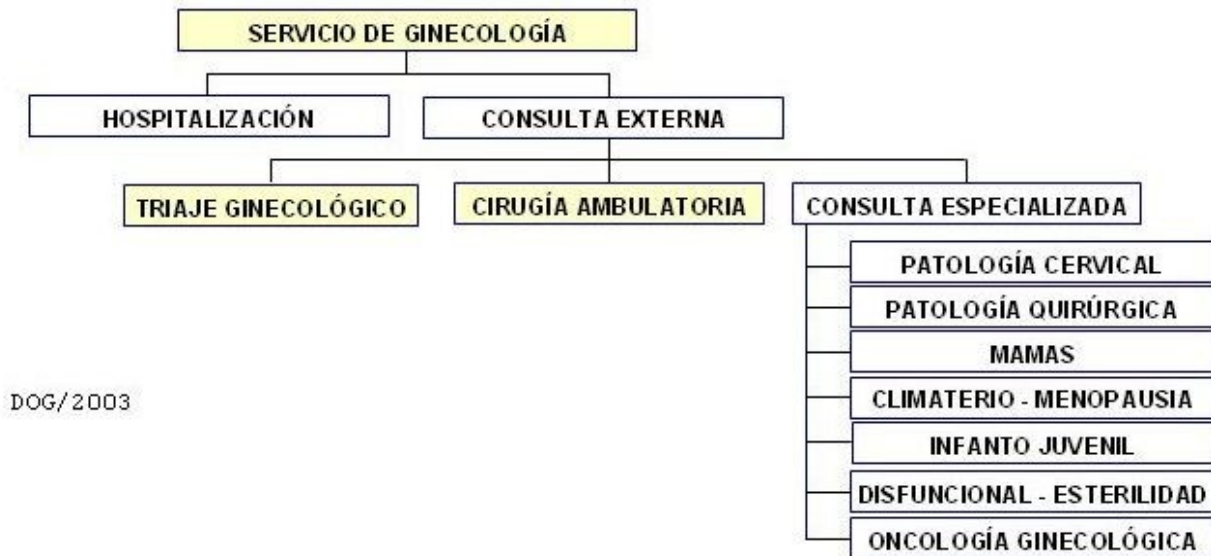 SERVICIO DE GINECOLOGÍA
HOSPITALIZACIÓN
CONSULTA EXTERNA
TRIAJE GINECOLÓGICO
CIRUGÍA AMBULATORIA
CONSULTA ESPECIALIZADA
PATOLOGÍA CERVICAL
PATOLOGÍA QUIRÚRGICA
MAMAS
CLIMATERIO - MENOPAUSIA
INFANTO JUVENIL
DISFUNCIONAL - ESTERILIDAD
ONCOLOGÍA GINECOLÓGICA
DOG/2003